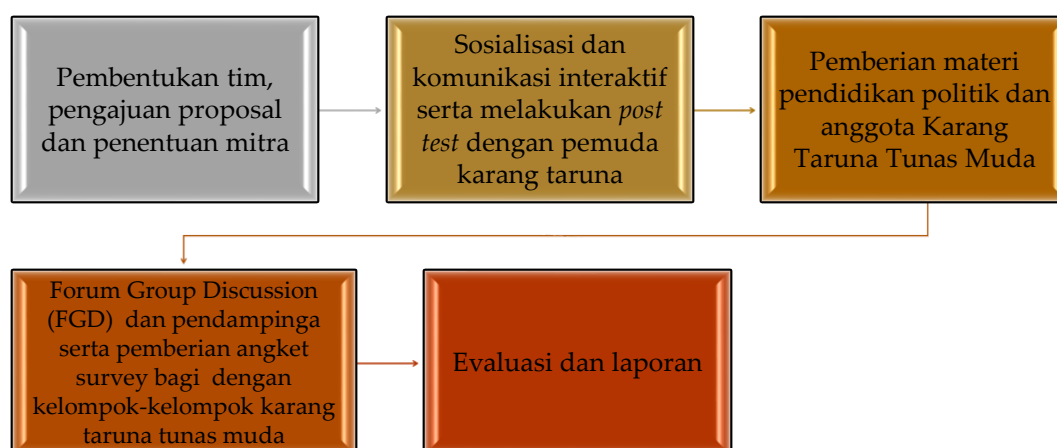 Pembentukan tim,
pengajuan proposal
dan penentuan mitra
Sosialisasi dan
komunikasi interaktif
serta melakukan post
test dengan pemuda
karang taruna
Pemberian materi
pendidikan politik dan
anggota Karang
Taruna Tunas Muda
Forum Group Discussion
(FGD) dan pendampinga
serta pemberian angket
survey bagi dengan
kelompok-kelompok karang
taruna tunas muda
Evaluasi dan laporan